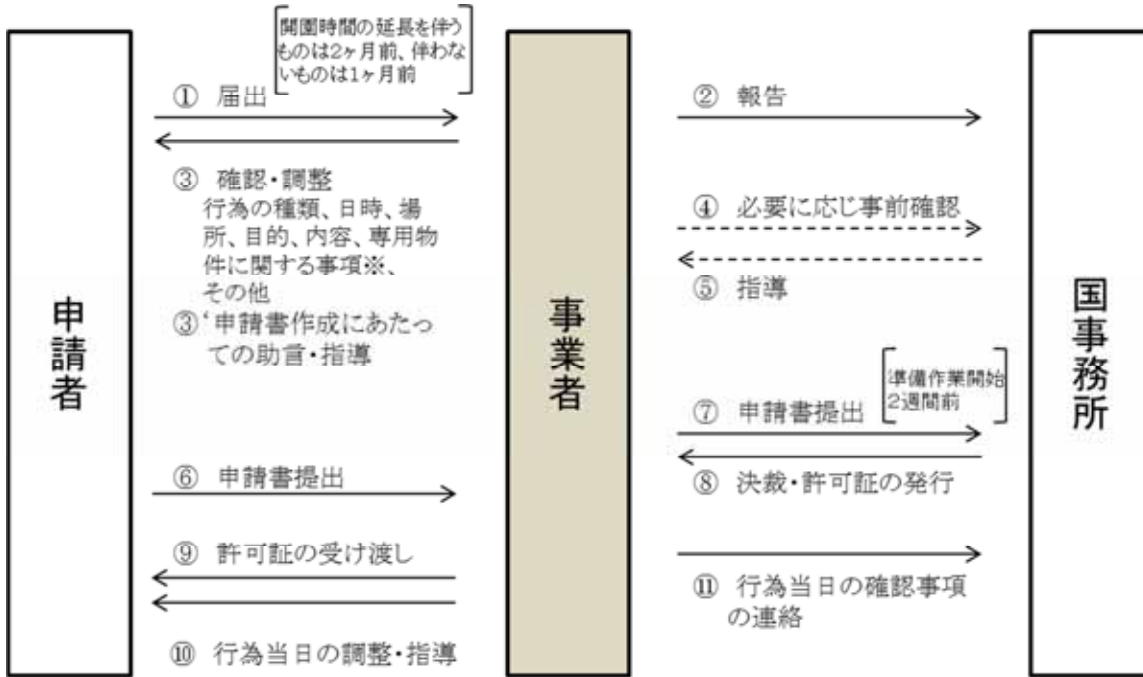 開園時間の延長を伴う
ものは2ヶ月前、伴わな
いものは1ヶ月前
① 届出
③ 確認・調整
行為の種類、日時、場
所、目的、内容、専用物
件に関する事項※、
その他
③‘申請書作成にあたっ
ての助言・指導
⑥ 申請書提出
⑨ 許可証の受け渡し
⑩ 行為当日の調整・指導
② 報告
④ 必要に応じ事前確認
⑤ 指導
準備作業開始
2週間前
⑦ 申請書提出
⑧ 決裁・許可証の発行
⑪ 行為当日の確認事項
の連絡
申請者
事業者
国事務所